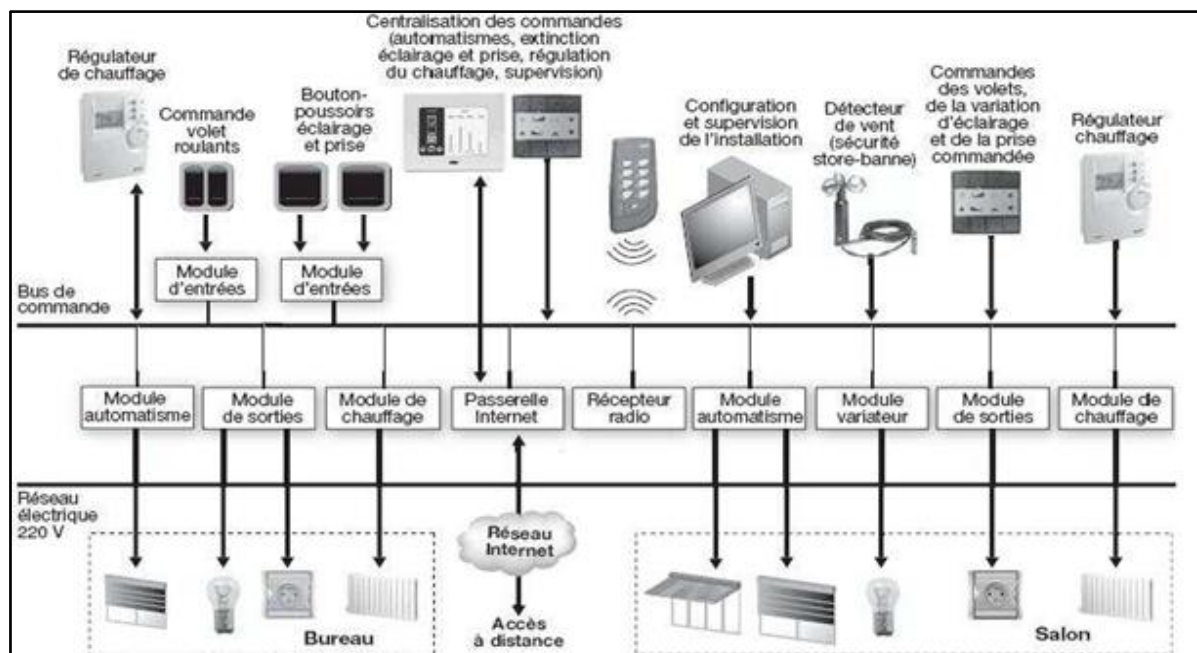 Centralisation des commandes
(automatismes, extinction
éclairage et prise, régulation
du chauffage, supervision)
Régulateur
de chauffage
Commande
volet
roulants
Bouton-
poussoirs
éclairage
et prise
Configuration
et supervision
de l'installation
Détecteur
de vent
(sécurité
store-banne)
Commandes
des volets,
de la variation
d'éclairage
et de la prise
commandée
Régulateur
chauffage
Module
d'entrées
Module
d'entrées
Bus de
commande
Module
automatisme
Module
de sorties
Module de
chauffage
Passerelle
Internet
Récepteur
radio
Module
automatisme
Module
variateur
Module
de sorties
Module de
chauffage
Réseau
électrique
220 V
Réseau
Internet
Accès
à distance
Bureau
Salon